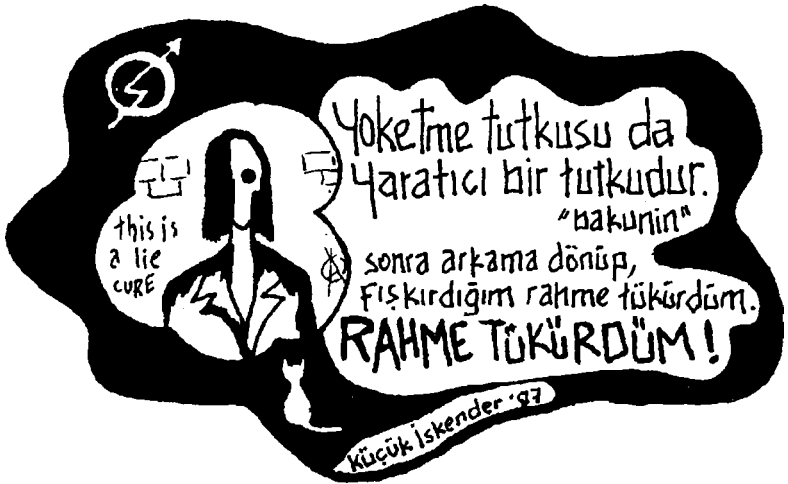 this is
a lie
CURE
Yoketme tutkusu da
Yaratıcı bir tutkudur.
"bakunin"
sonra arkama dönüp,
Fışkırdığım rahme tükürdüm.
RAHME TÜKÜRDÜM!
küçük İskender '87